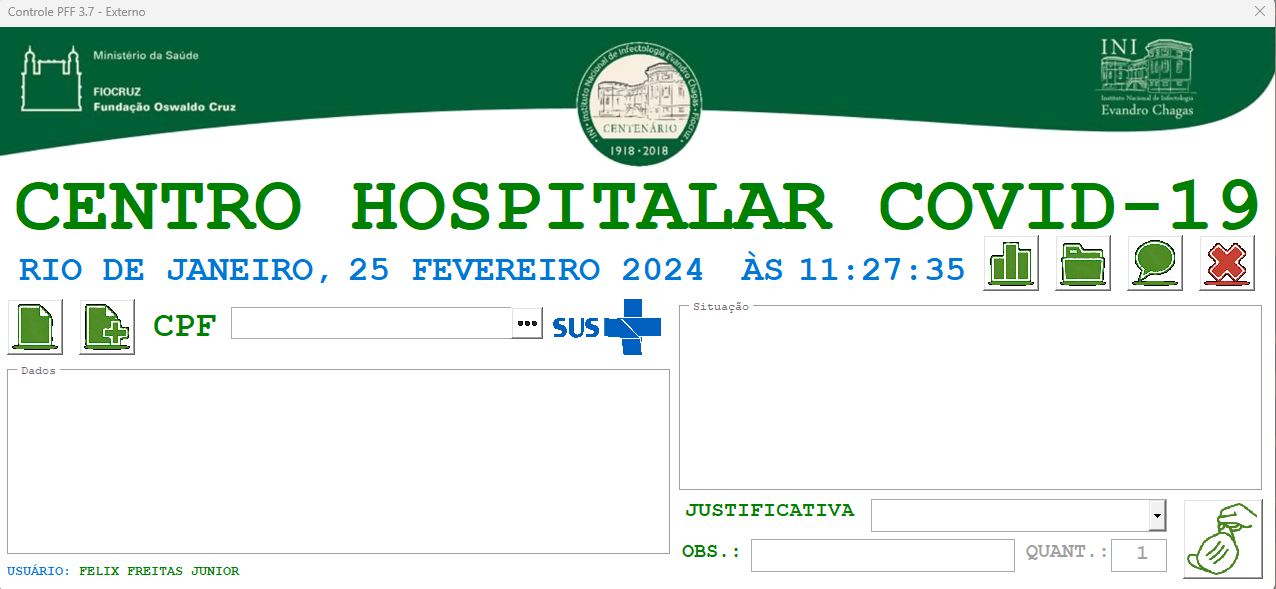 Controle PFF 3.7 - Externo
Ministério da Saúde
FIOCRUZ
Fundação Oswaldo Cruz
INI • Instituto Nacional de Infectologia Evandro Chagas • Fiocruz
CENTENÁRIO
1918 • 2018
INI
Instituto Nacional de Infectologia
Evandro Chagas
CENTRO HOSPITALAR COVID-19
RIO DE JANEIRO, 25 FEVEREIRO 2024 ÀS 11:27:35
CPF
...
SUS
Situação
Dados
JUSTIFICATIVA
OBS.:
QUANT.: 1
USUÁRIO: FELIX FREITAS JUNIOR